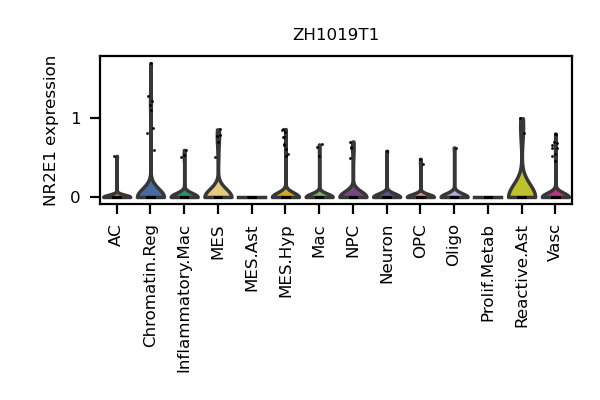 ZH1019T1
NR2E1 expression
1
0
AC
Chromatin.Reg
Inflammatory.Mac
MES
MES.Ast
MES.Hyp
Mac
NPC
Neuron
OPC
Oligo
Prolif.Metab
Reactive.Ast
Vasc